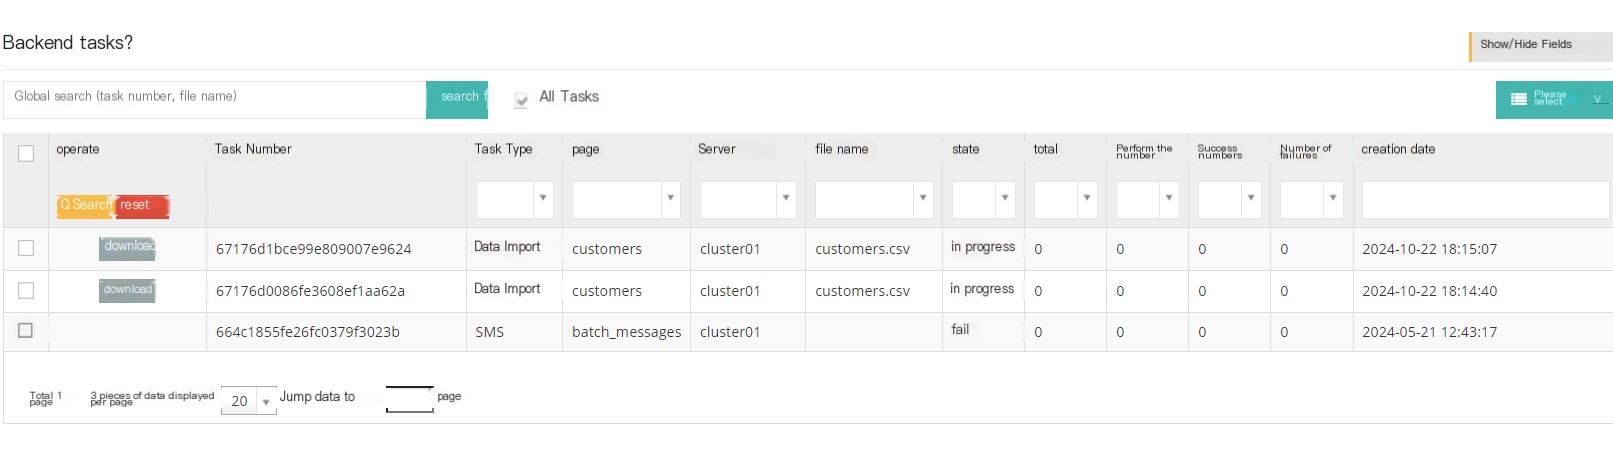 Backend tasks?
Show/Hide Fields
Global search (task number, file name)
search
All Tasks
Please
select
operate
Task Number
Task Type
page
Server
file name
state
total
Perform the
number
Success
numbers
Number of
failures
creation date
Q Search
reset
download 67176d1bce99e809007e9624 Data Import customers cluster01 customers.csv in progress 0 0 0 0 2024-10-22 18:15:07
download 67176d0086fe3608ef1aa62a Data Import customers cluster01 customers.csv in progress 0 0 0 0 2024-10-22 18:14:40
664c1855fe26fc0379f3023b SMS batch_messages cluster01 fail 0 0 0 0 2024-05-21 12:43:17
Total 1
page
3 pieces of data displayed
per page
20
Jump data to
page